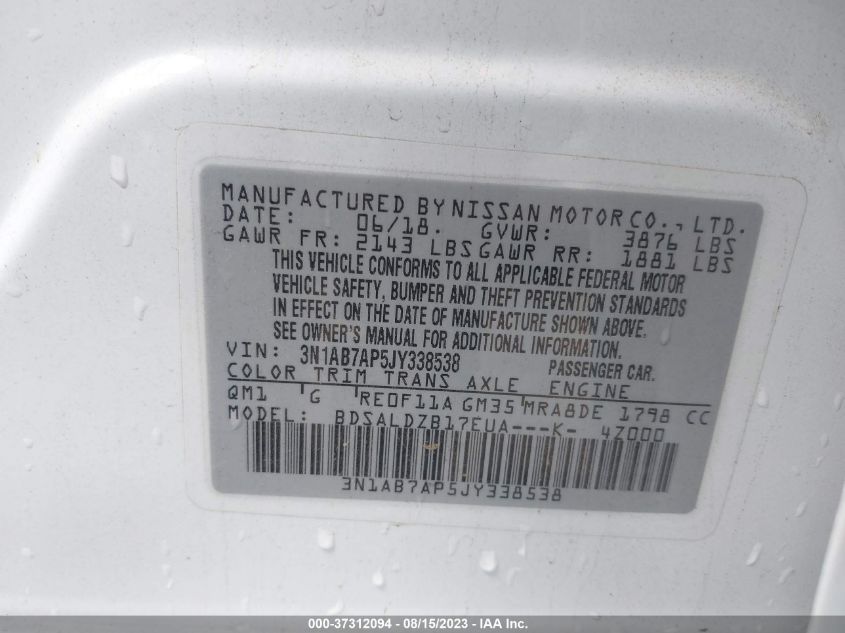 MANUFACTURED BY NISSAN MOTOR CO., LTD.
DATE: 06/18. GVWR: 3876 LBS
GAWR FR: 2143 LBS GAWR RR: 1881 LBS
THIS VEHICLE CONFORMS TO ALL APPLICABLE FEDERAL MOTOR
VEHICLE SAFETY, BUMPER AND THEFT PREVENTION STANDARDS
IN EFFECT ON THE DATE OF MANUFACTURE SHOWN ABOVE.
SEE OWNER'S MANUAL FOR ADDITIONAL INFORMATION.
VIN: 3N1AB7AP5JY338538 PASSENGER CAR.
COLOR TRIM TRANS AXLE ENGINE
QM1 G RE0F11A GM35 MRA8DE 1798 CC
MODEL: BDSALDZB17EUA---K- 4Z000
3N1AB7AP5JY338538
000-37312094 - 08/15/2023 - IAA Inc.